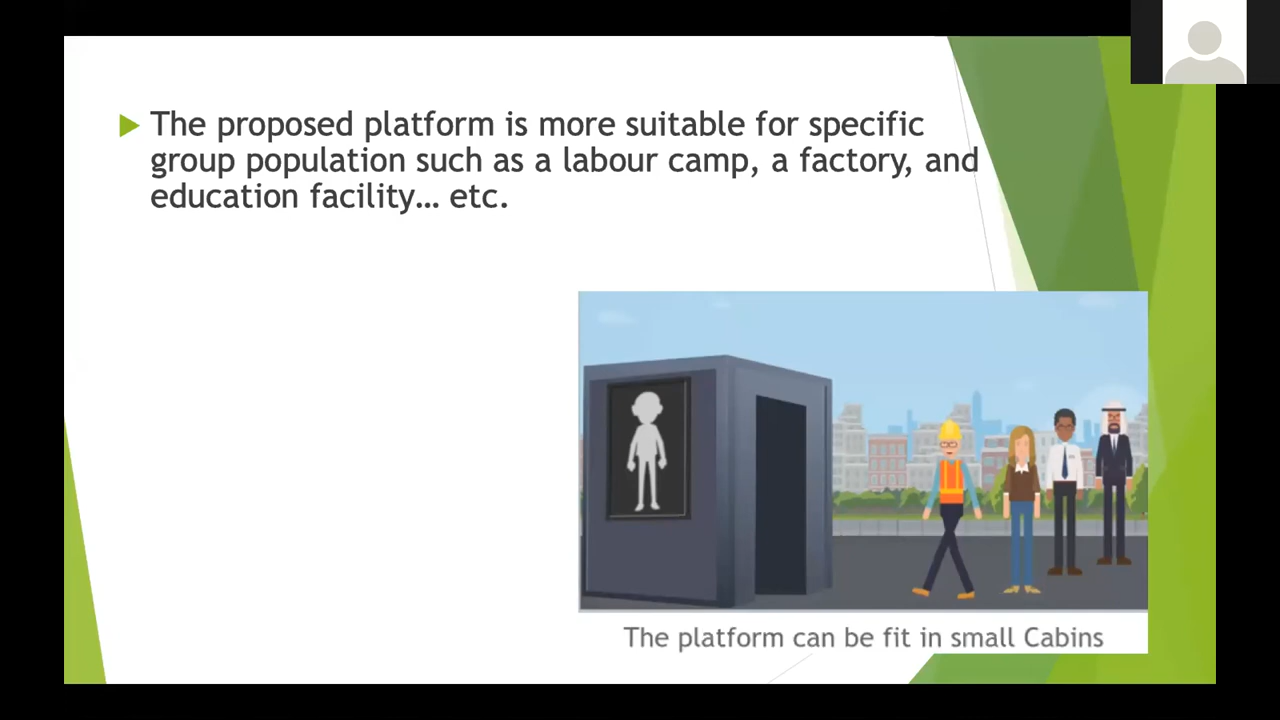 The proposed platform is more suitable for specific
group population such as a labour camp, a factory, and
education facility... etc.
The platform can be fit in small Cabins